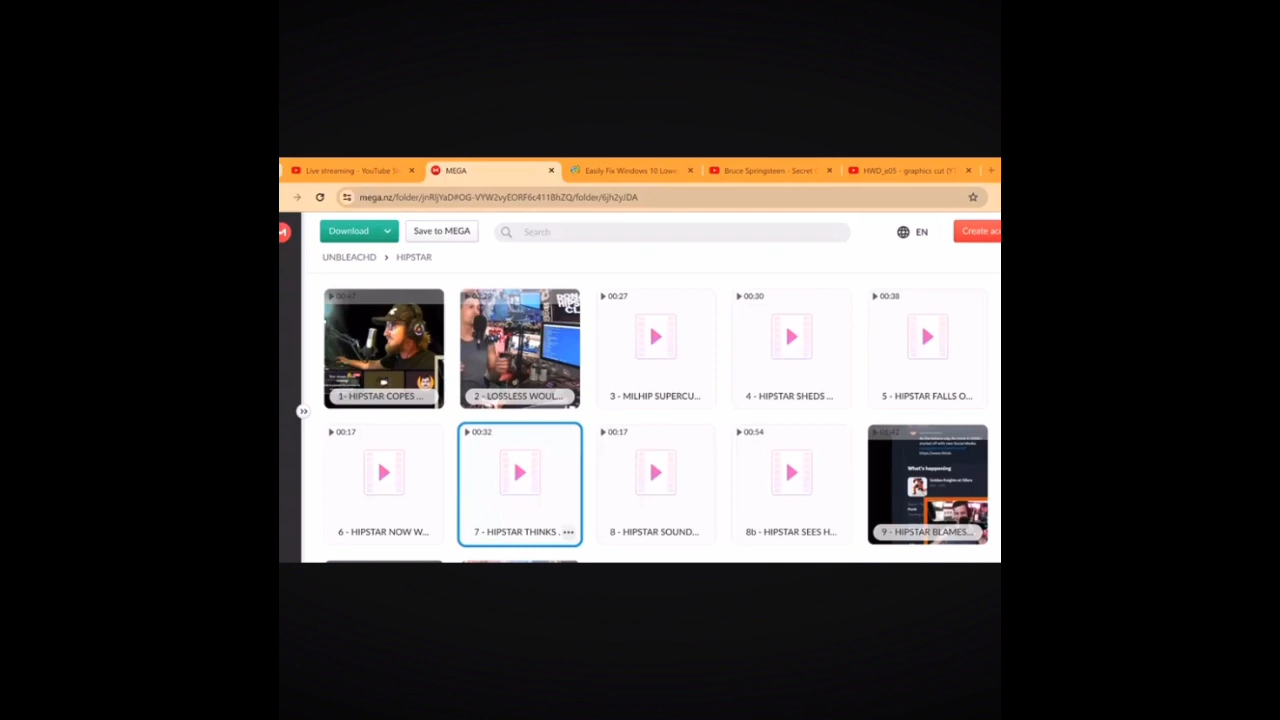 Live streaming - YouTube St
MEGA
Easily Fix Windows 10 Lowe
Bruce Springsteen - Secret
HWD_e05 - graphics cut (Y
mega.nz/folder/jnRljYaD#OG-VYW2vyEORF6c411BhZQ/folder/6jh2yJDA
Download
Save to MEGA
Search
EN
Create acc
UNBLEACHD > HIPSTAR
00:47
00:27
00:30
00:38
1- HIPSTAR COPES ...
2 - LOSSLESS WOUL...
3 - MILHIP SUPERCU...
4 - HIPSTAR SHEDS ...
5 - HIPSTAR FALLS O...
00:17
00:32
00:17
00:54
What's happening
6 - HIPSTAR NOW W...
7 - HIPSTAR THINKS .
8 - HIPSTAR SOUND...
8b - HIPSTAR SEES H...
9 - HIPSTAR BLAMES...